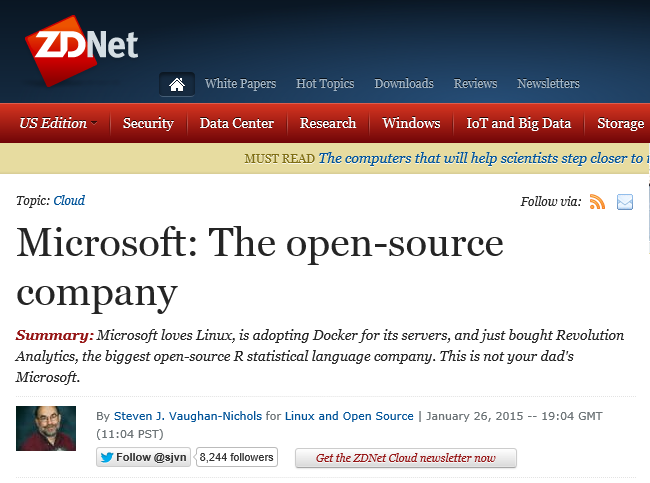 ZDNet
White Papers Hot Topics Downloads Reviews Newsletters
US Edition Security Data Center Research Windows IoT and Big Data Storage
MUST READ The computers that will help scientists step closer to
Topic: Cloud Follow via:
Microsoft: The open-source
company
Summary: Microsoft loves Linux, is adopting Docker for its servers, and just bought Revolution
Analytics, the biggest open-source R statistical language company. This is not your dad's
Microsoft.
By Steven J. Vaughan-Nichols for Linux and Open Source | January 26, 2015 -- 19:04 GMT
(11:04 PST)
Follow @sjvn 8,244 followers Get the ZDNet Cloud newsletter now